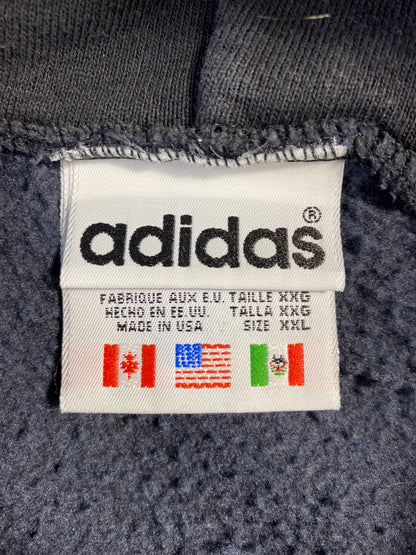 adidas®
FABRIQUE AUX E.U. TAILLE XXG
HECHO EN EE.UU. TALLA XXG
MADE IN USA SIZE XXL